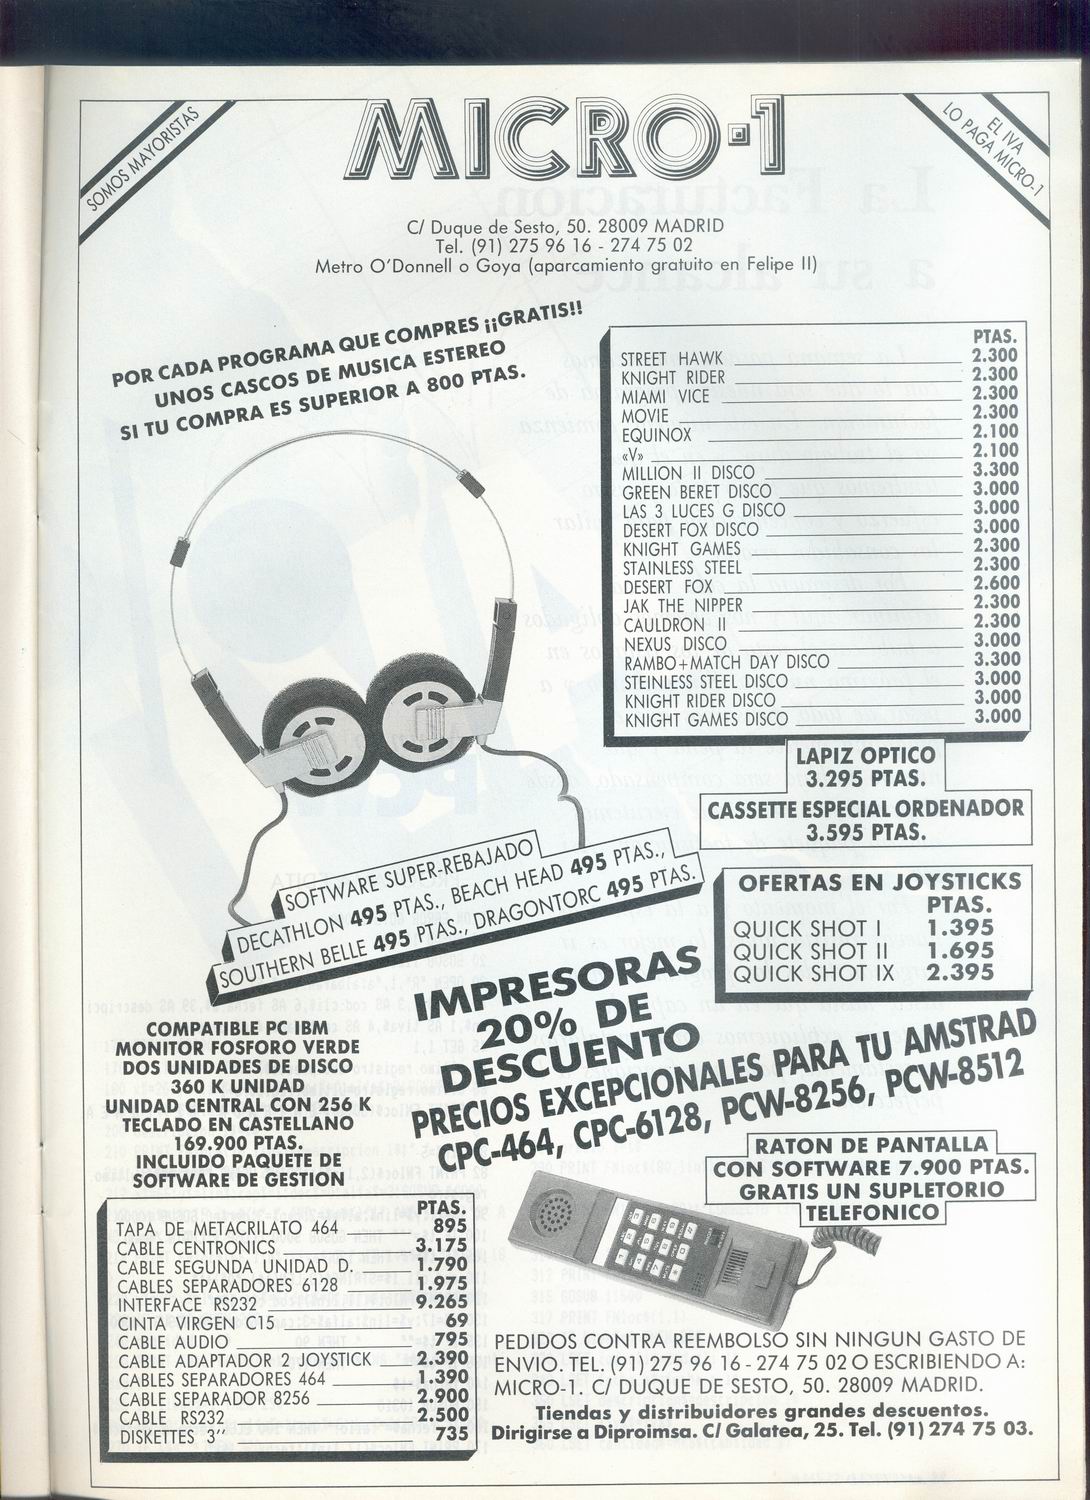 SOMOS MAYORISTAS
MICRO-1
EL IVA
LO PAGA MICRO-1
C/ Duque de Sesto, 50. 28009 MADRID
Tel. (91) 275 96 16 - 274 75 02
Metro O'Donnell o Goya (aparcamiento gratuito en Felipe II)
POR CADA PROGRAMA QUE COMPRES ¡¡GRATIS!!
UNOS CASCOS DE MUSICA ESTEREO
SI TU COMPRA ES SUPERIOR A 800 PTAS.
PTAS.
STREET HAWK 2.300
KNIGHT RIDER 2.300
MIAMI VICE 2.300
MOVIE 2.300
EQUINOX 2.100
«V» 2.100
MILLION II DISCO 3.300
GREEN BERET DISCO 3.000
LAS 3 LUCES G DISCO 3.000
DESERT FOX DISCO 3.000
KNIGHT GAMES 2.300
STAINLESS STEEL 2.300
DESERT FOX 2.600
JAK THE NIPPER 2.300
CAULDRON II 2.300
NEXUS DISCO 3.000
RAMBO+MATCH DAY DISCO 3.300
STEINLESS STEEL DISCO 3.000
KNIGHT RIDER DISCO 3.000
KNIGHT GAMES DISCO 3.000
LAPIZ OPTICO
3.295 PTAS.
CASSETTE ESPECIAL ORDENADOR
3.595 PTAS.
SOFTWARE SUPER-REBAJADO
DECATHLON 495 PTAS., BEACH HEAD 495 PTAS.,
SOUTHERN BELLE 495 PTAS., DRAGONTORC 495 PTAS.
OFERTAS EN JOYSTICKS
PTAS.
QUICK SHOT I 1.395
QUICK SHOT II 1.695
QUICK SHOT IX 2.395
IMPRESORAS
20% DE
DESCUENTO
PRECIOS EXCEPCIONALES PARA TU AMSTRAD
CPC-464, CPC-6128, PCW-8256, PCW-8512
COMPATIBLE PC IBM
MONITOR FOSFORO VERDE
DOS UNIDADES DE DISCO
360 K UNIDAD
UNIDAD CENTRAL CON 256 K
TECLADO EN CASTELLANO
169.900 PTAS.
INCLUIDO PAQUETE DE
SOFTWARE DE GESTION
RATON DE PANTALLA
CON SOFTWARE 7.900 PTAS.
GRATIS UN SUPLETORIO
TELEFONICO
PTAS.
TAPA DE METACRILATO 464 895
CABLE CENTRONICS 3.175
CABLE SEGUNDA UNIDAD D. 1.790
CABLES SEPARADORES 6128 1.975
INTERFACE RS232 9.265
CINTA VIRGEN C15 69
CABLE AUDIO 795
CABLE ADAPTADOR 2 JOYSTICK 2.390
CABLES SEPARADORES 464 1.390
CABLE SEPARADOR 8256 2.900
CABLE RS232 2.500
DISKETTES 3" 735
PEDIDOS CONTRA REEMBOLSO SIN NINGUN GASTO DE
ENVIO. TEL. (91) 275 96 16 - 274 75 02 O ESCRIBIENDO A:
MICRO-1. C/ DUQUE DE SESTO, 50. 28009 MADRID.
Tiendas y distribuidores grandes descuentos.
Dirigirse a Diproimsa. C/ Galatea, 25. Tel. (91) 274 75 03.